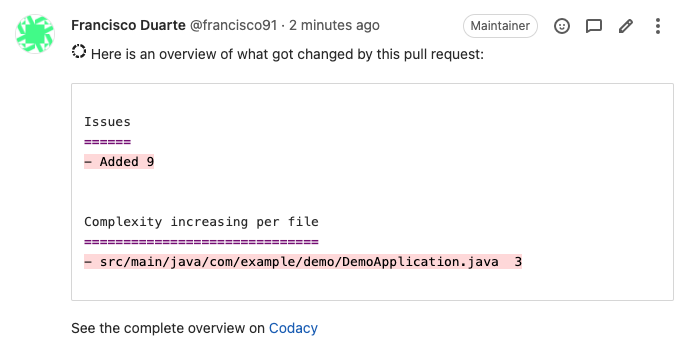 Francisco Duarte @francisco91 · 2 minutes ago Maintainer
Here is an overview of what got changed by this pull request:
Issues
======
- Added 9
Complexity increasing per file
==============================
- src/main/java/com/example/demo/DemoApplication.java  3
See the complete overview on Codacy